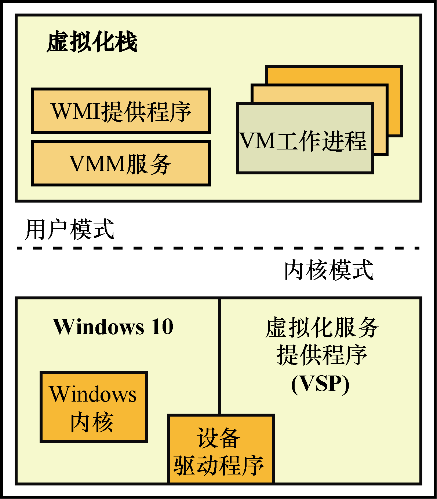 虚拟化栈
WMI提供程序
VMM服务
VM工作进程
用户模式
内核模式
Windows 10
Windows
内核
设备
驱动程序
虚拟化服务
提供程序
(VSP)